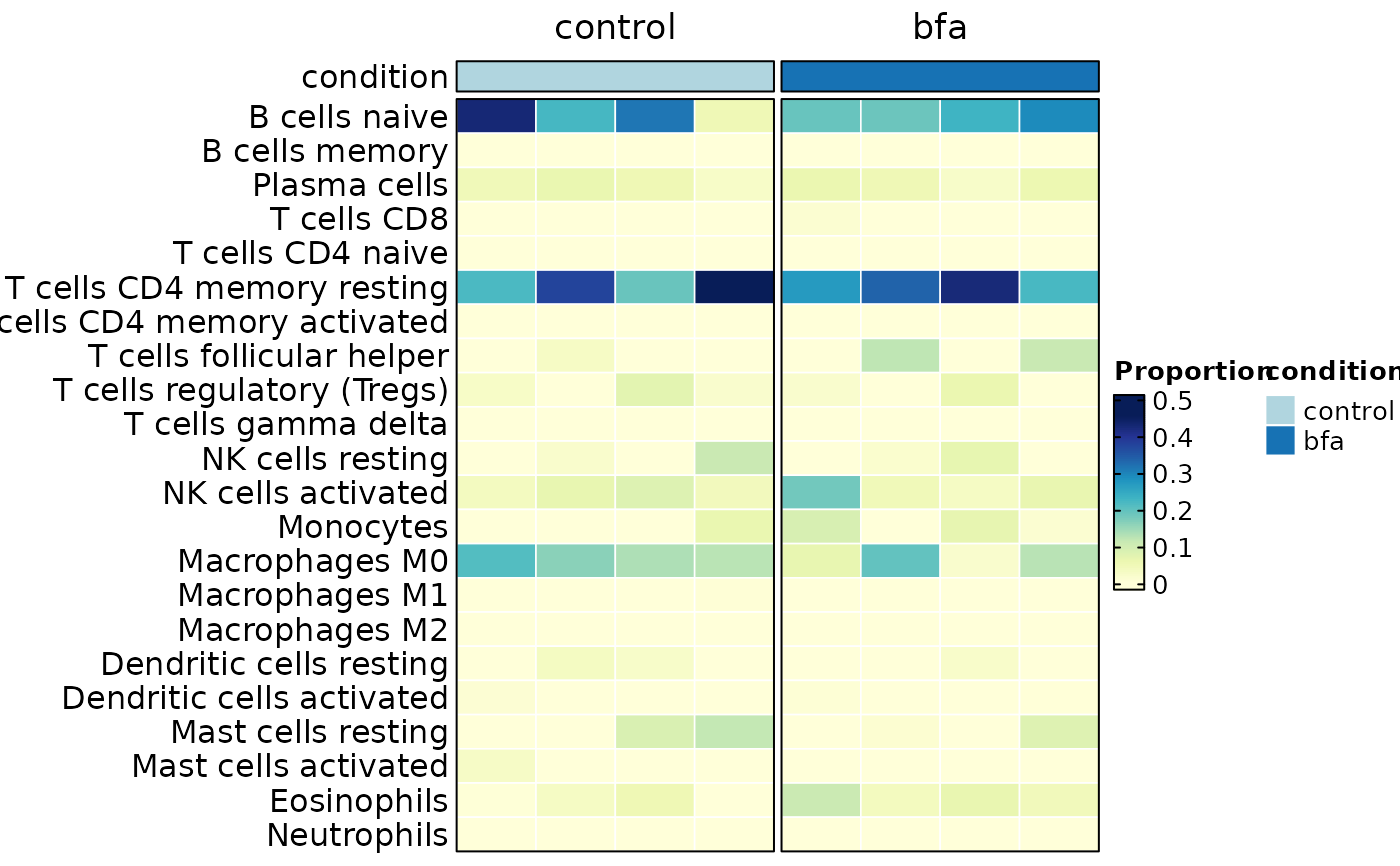 control bfa
condition
B cells naive
B cells memory
Plasma cells
T cells CD8
T cells CD4 naive
T cells CD4 memory resting
cells CD4 memory activated
T cells follicular helper
T cells regulatory (Tregs)
T cells gamma delta
NK cells resting
NK cells activated
Monocytes
Macrophages M0
Macrophages M1
Macrophages M2
Dendritic cells resting
Dendritic cells activated
Mast cells resting
Mast cells activated
Eosinophils
Neutrophils
Proportion
0.5
0.4
0.3
0.2
0.1
0
condition
control
bfa